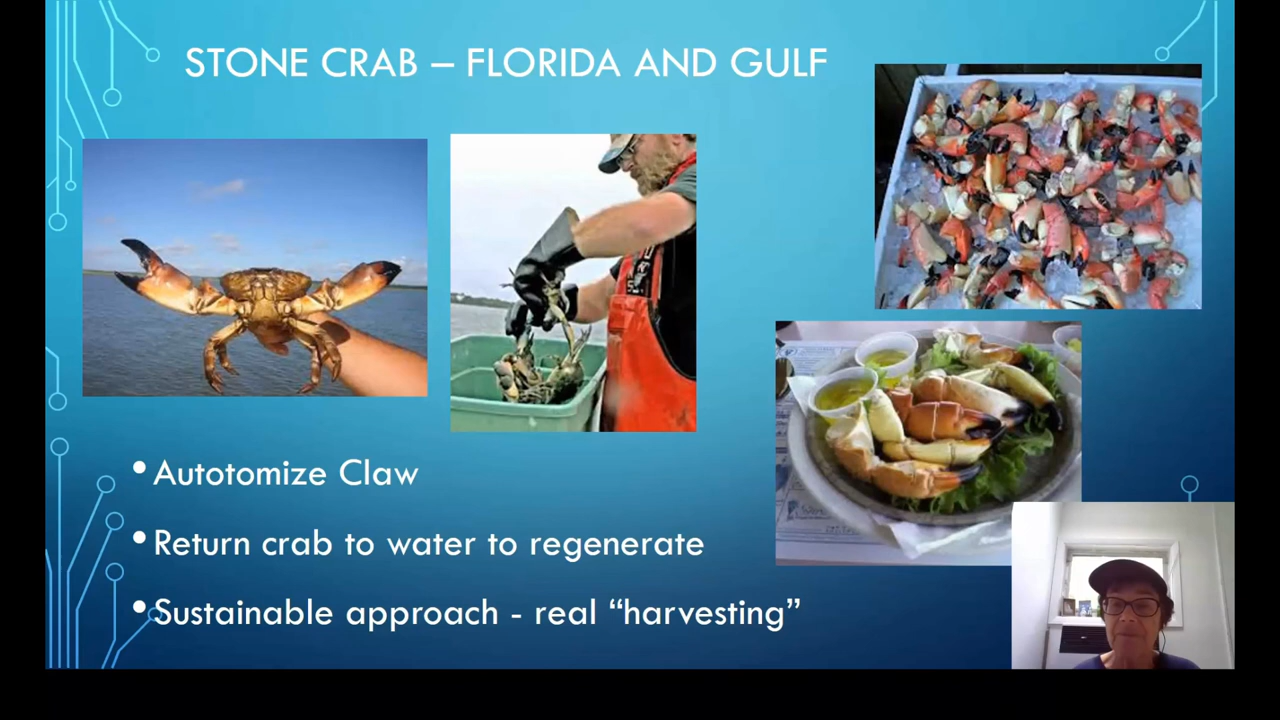 STONE CRAB – FLORIDA AND GULF
•Autotomize Claw
•Return crab to water to regenerate
•Sustainable approach - real “harvesting”